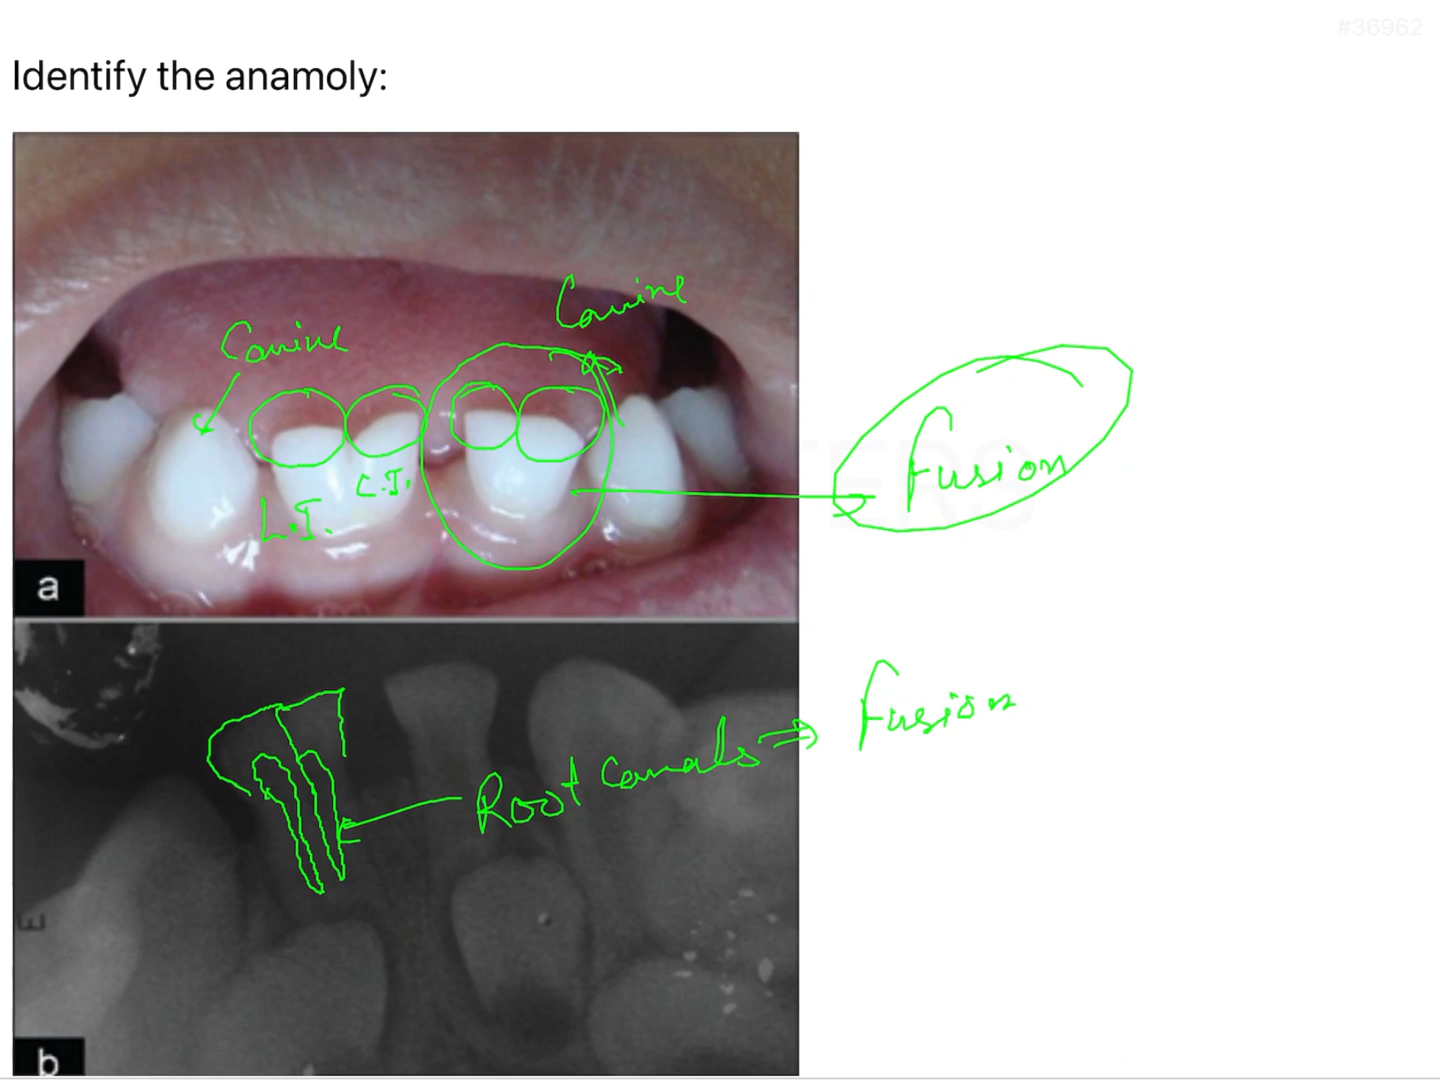 #36962
Identify the anamoly:
Canine
Canine
L.I.
C.I.
Fusion
a
Root Canals ⇒ Fusion
E
b